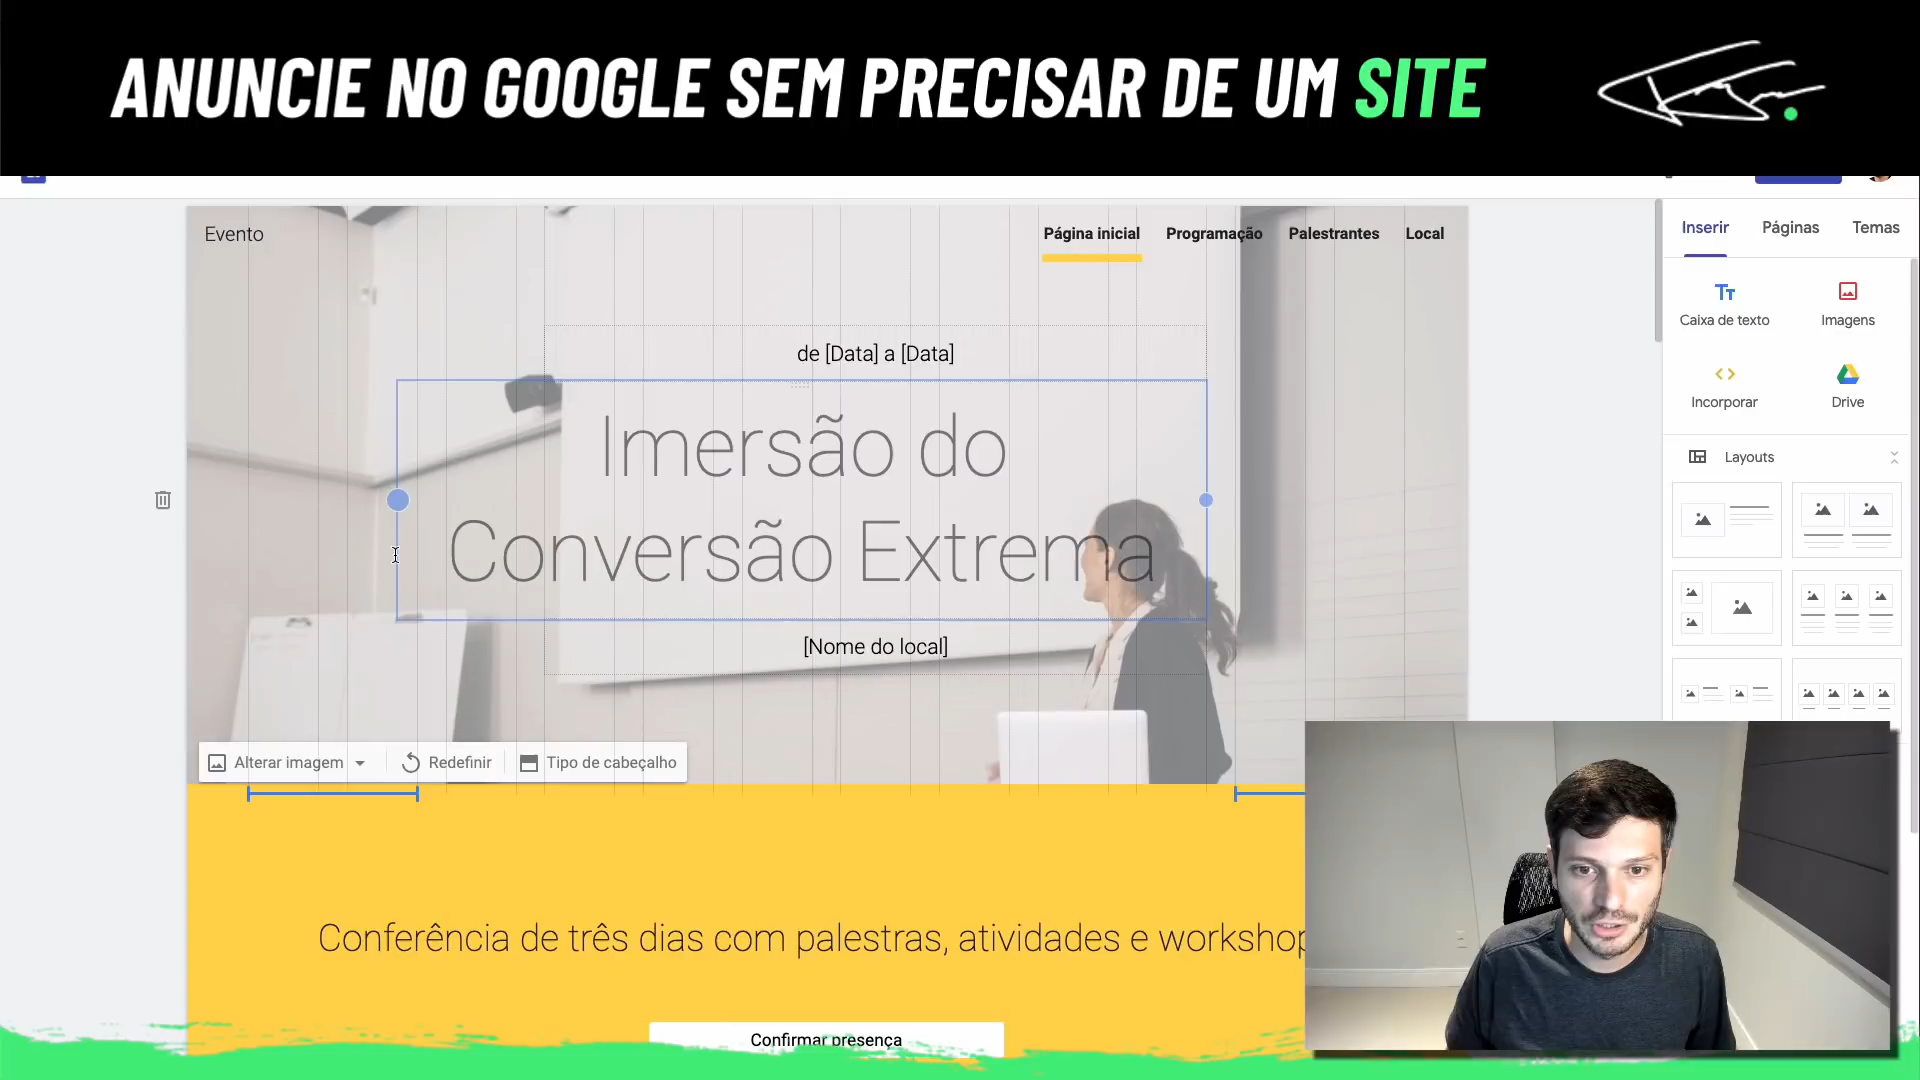 ANUNCIE NO GOOGLE SEM PRECISAR DE UM SITE
Evento
Página inicial
Programação
Palestrantes
Local
Inserir
Páginas
Temas
Caixa de texto
Imagens
Incorporar
Drive
Layouts
de [Data] a [Data]
Imersão do
Conversão Extrema
[Nome do local]
Alterar imagem
Redefinir
Tipo de cabeçalho
Conferência de três dias com palestras, atividades e workshop
Confirmar presença